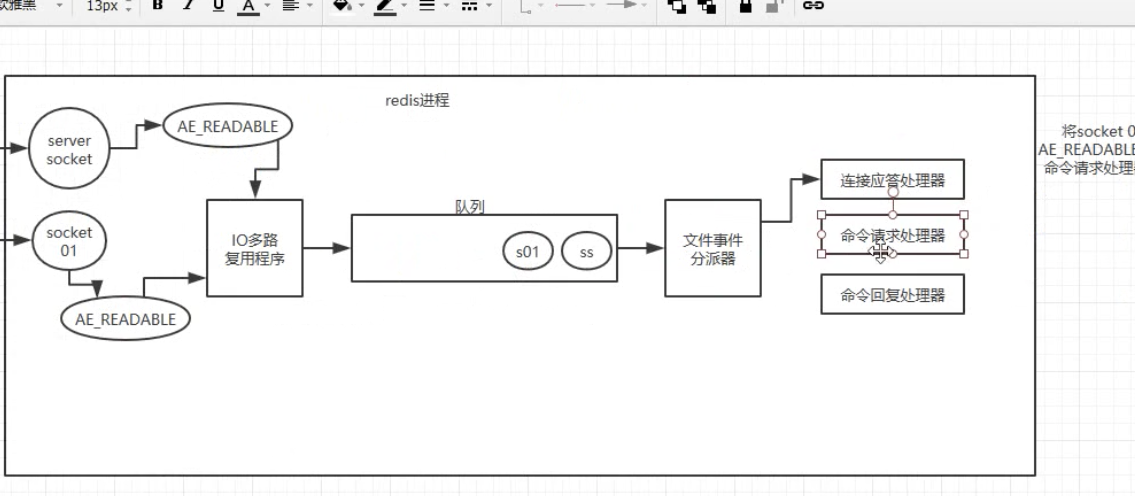 13px
B
I
U
A
redis进程
server
socket
AE_READABLE
将socket 0
AE_READABLE
命令请求处理
连接应答处理器
队列
socket
01
IO多路
复用程序
s01
ss
文件事件
分派器
命令请求处理器
命令回复处理器
AE_READABLE